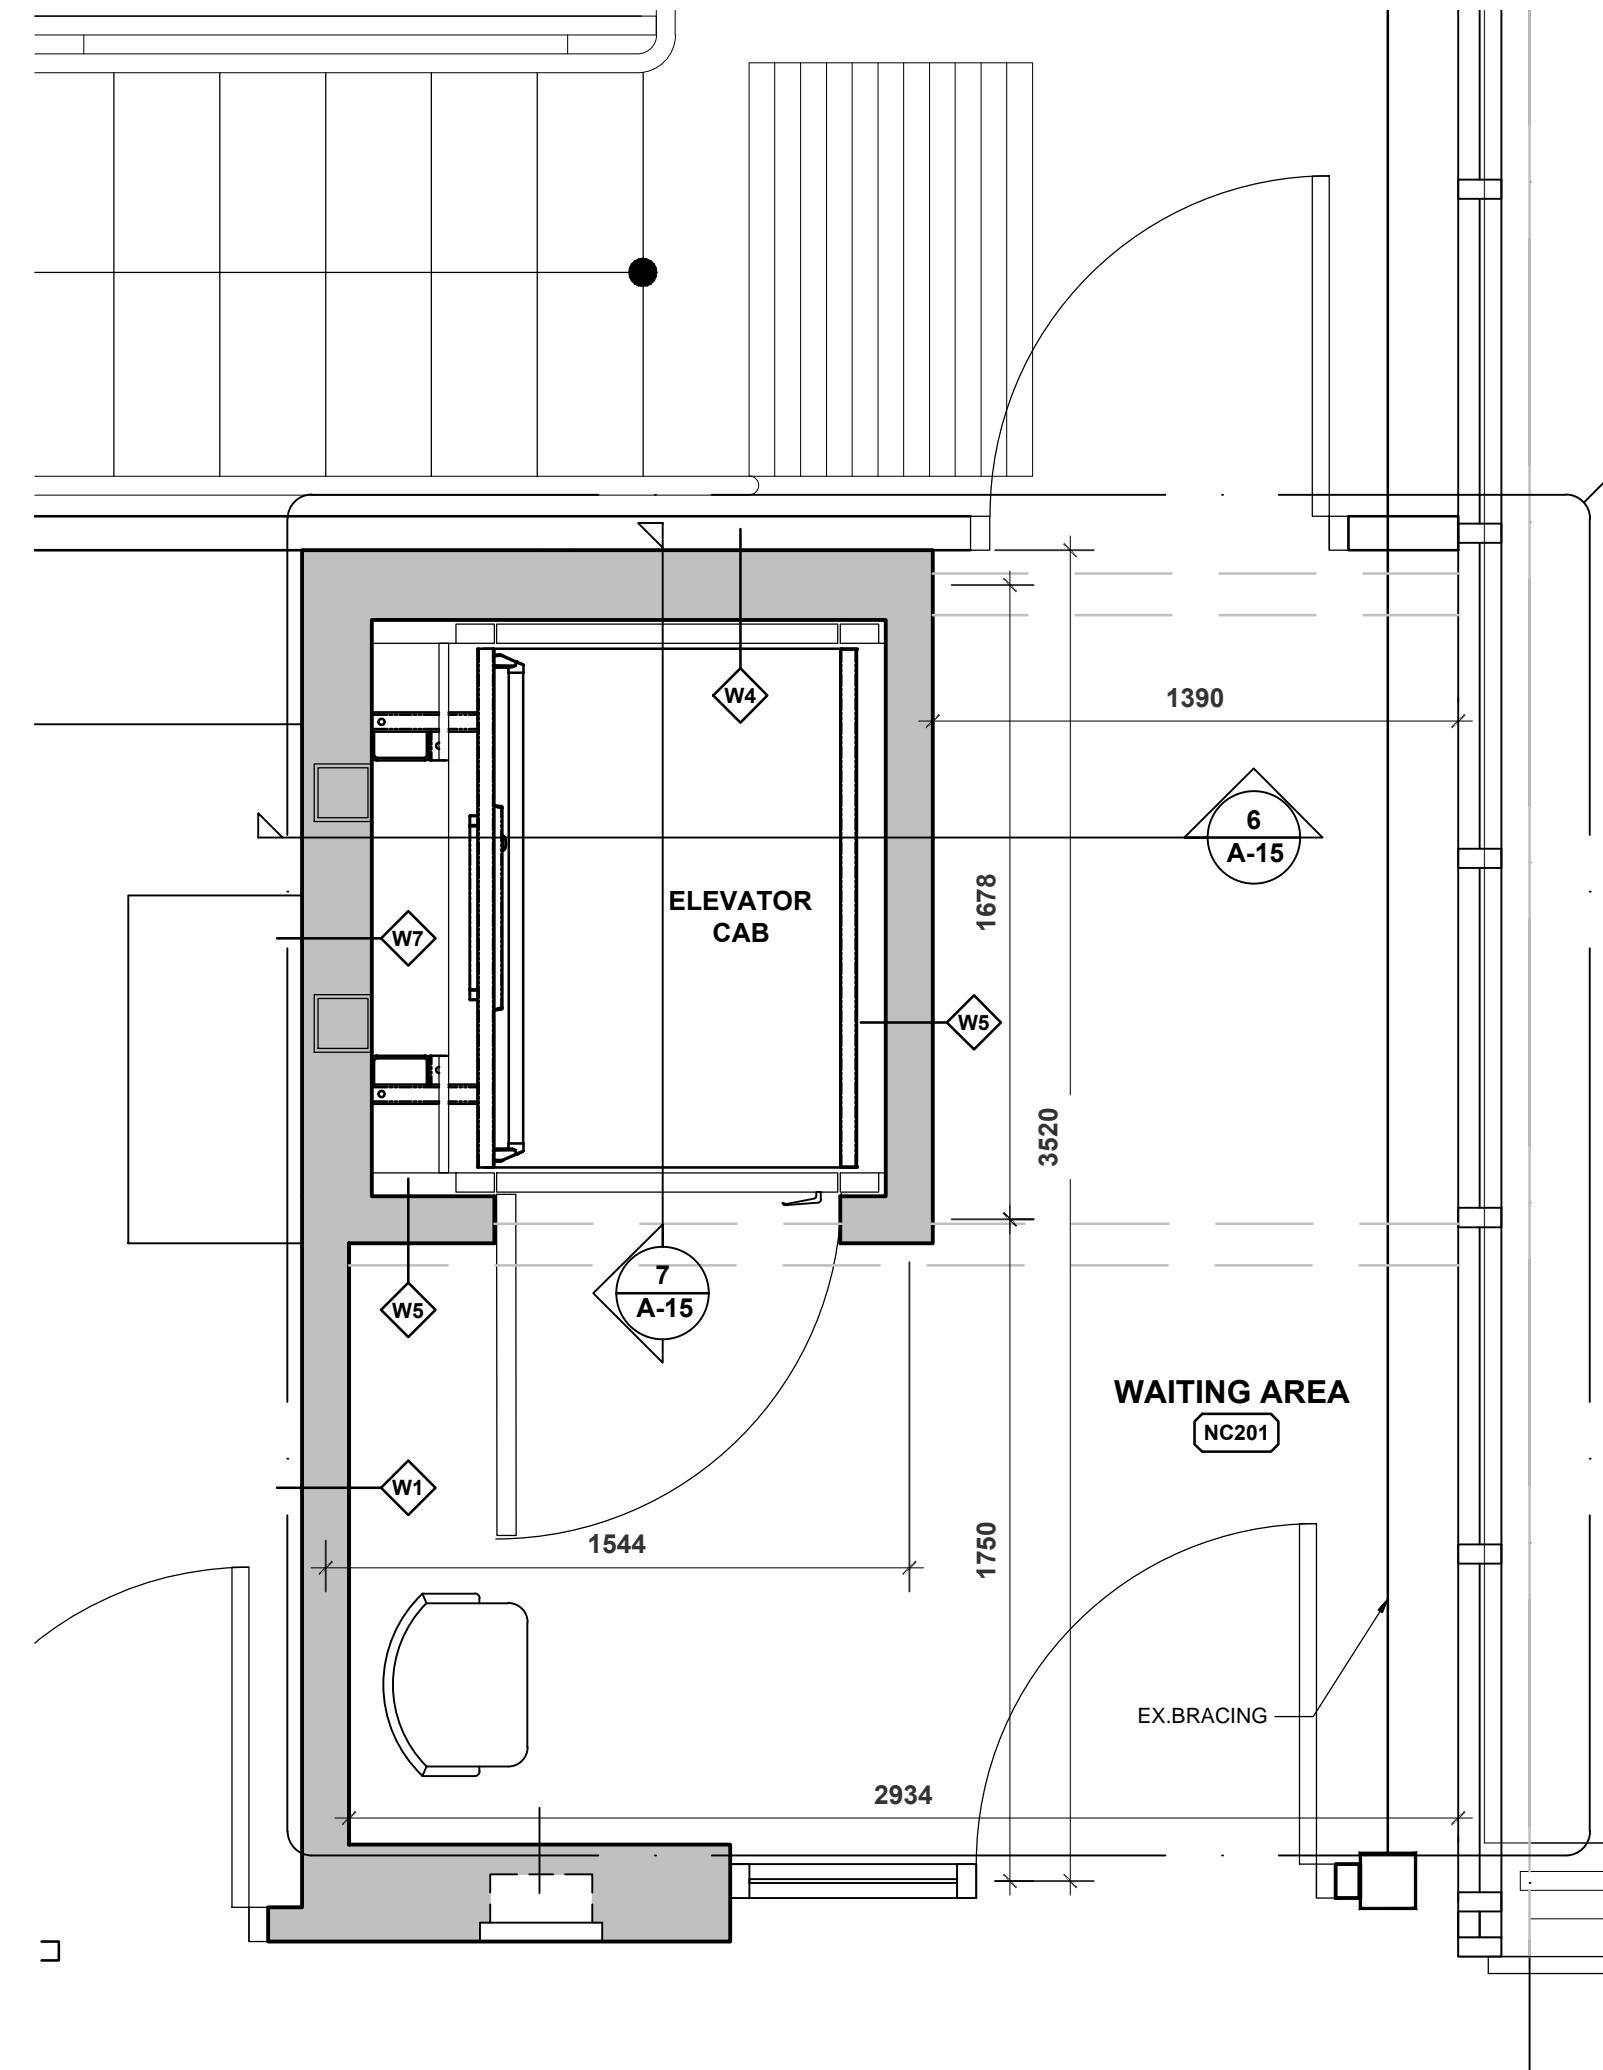 W4
1390
6
A-15
1678
ELEVATOR
CAB
W7
W5
3520
7
A-15
W5
WAITING AREA
NC201
W1
1544
1750
EX.BRACING
2934